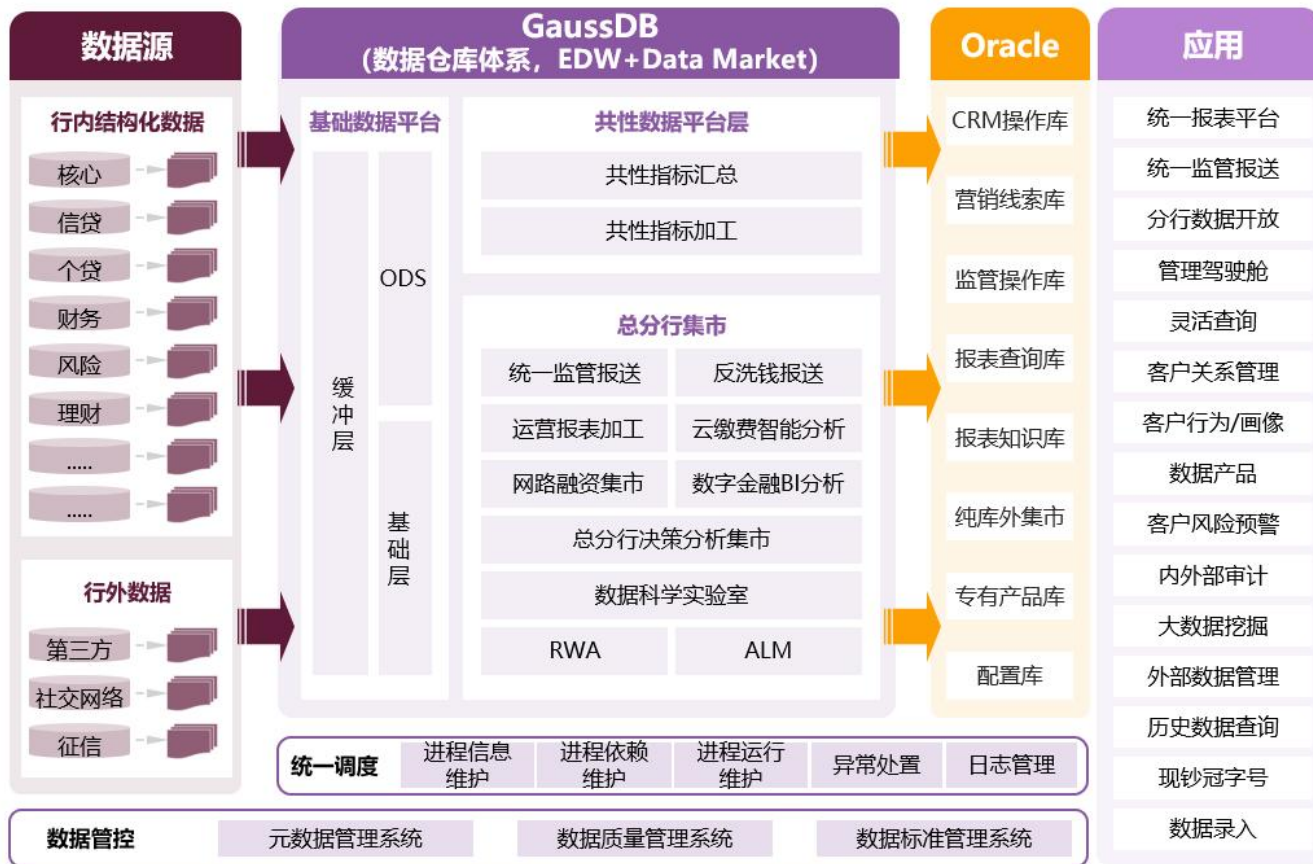 数据源
行内结构化数据
核心
信贷
个贷
财务
风险
理财
.....
.....
行外数据
第三方
社交网络
征信
GaussDB
(数据仓库体系，EDW+Data Market)
基础数据平台
缓冲层
ODS
基础层
共性数据平台层
共性指标汇总
共性指标加工
总分行集市
统一监管报送
反洗钱报送
运营报表加工
云缴费智能分析
网路融资集市
数字金融BI分析
总分行决策分析集市
数据科学实验室
RWA
ALM
Oracle
CRM操作库
营销线索库
监管操作库
报表查询库
报表知识库
纯库外集市
专有产品库
配置库
应用
统一报表平台
统一监管报送
分行数据开放
管理驾驶舱
灵活查询
客户关系管理
客户行为/画像
数据产品
客户风险预警
内外部审计
大数据挖掘
外部数据管理
历史数据查询
现钞冠字号
数据录入
统一调度
进程信息
维护
进程依赖
维护
进程运行
维护
异常处置
日志管理
数据管控
元数据管理系统
数据质量管理系统
数据标准管理系统